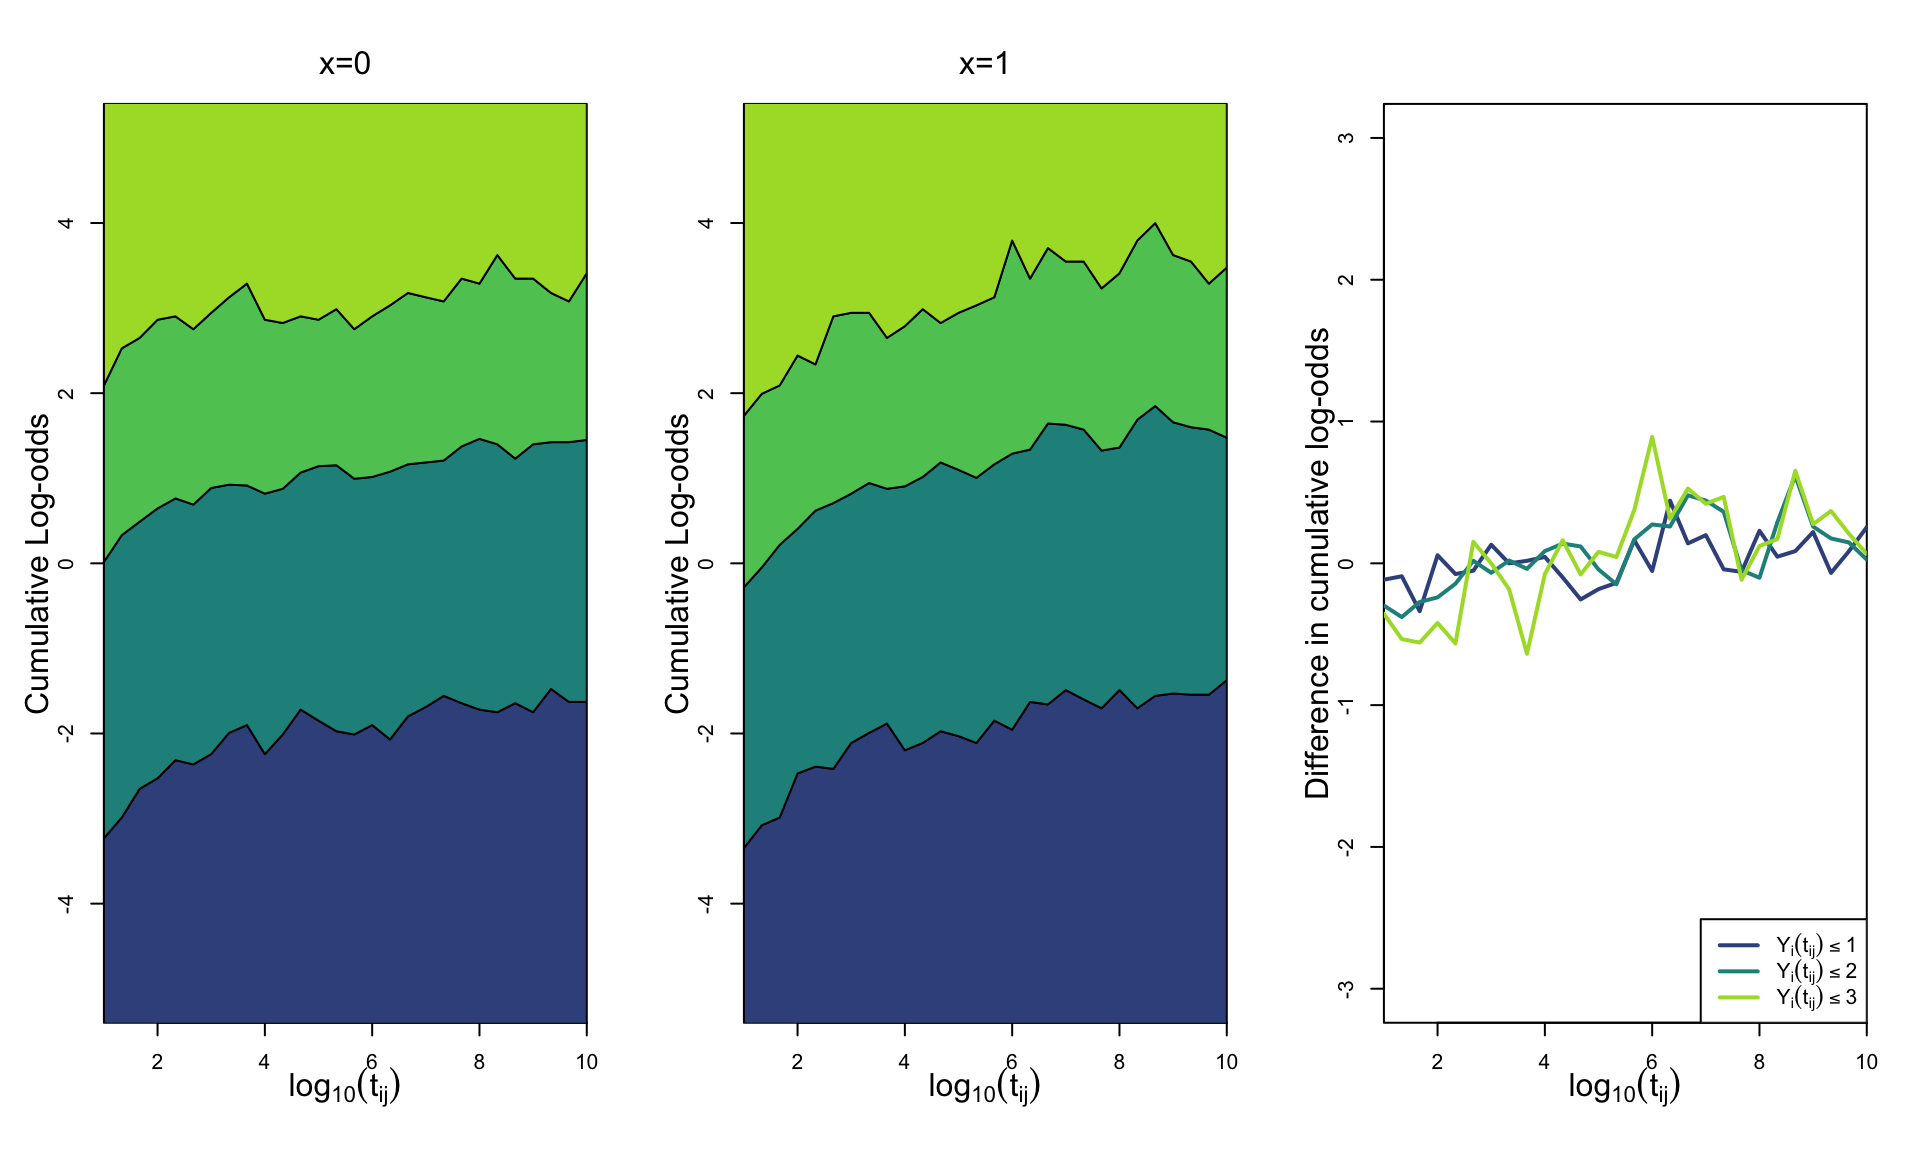 x=0
x=1
Cumulative Log-odds
4
2
0
-2
-4
2 4 6 8 10
log₁₀(tᵢⱼ)
Cumulative Log-odds
4
2
0
-2
-4
2 4 6 8 10
log₁₀(tᵢⱼ)
Difference in cumulative log-odds
3
2
1
0
-1
-2
-3
2 4 6 8 10
log₁₀(tᵢⱼ)
Yᵢ(tᵢⱼ) ≤ 1
Yᵢ(tᵢⱼ) ≤ 2
Yᵢ(tᵢⱼ) ≤ 3